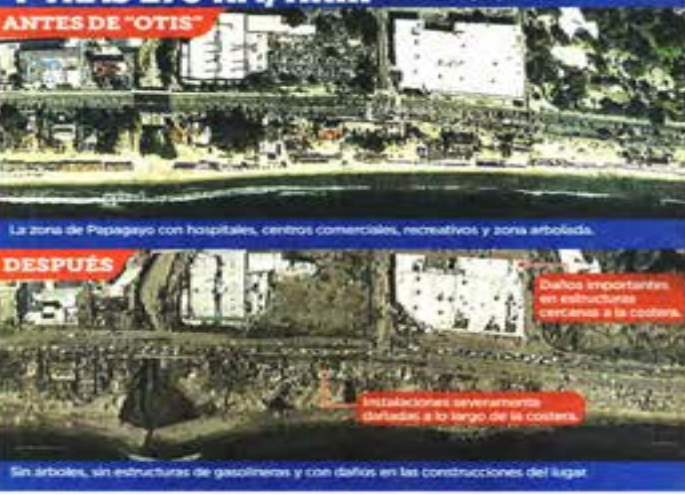 ANTES DE "OTIS"
La zona de Papagayo con hospitales, centros comerciales, recreativos y zona arbolada.
DESPUÉS
Daños importantes
en estructuras
cercanas a la costera.
Instalaciones severamente
dañadas a lo largo de la costera.
Sin árboles, sin estructuras de gasolineras y con daños en las construcciones del lugar.